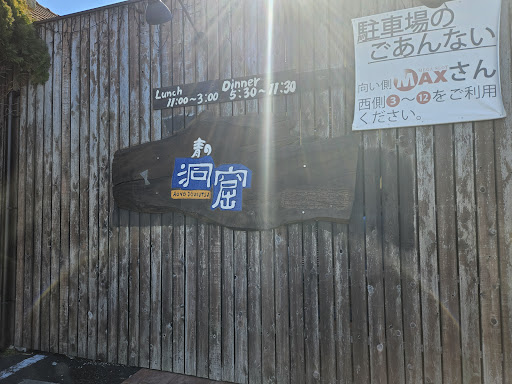 Lunch
11:00~3:00
Dinner
5:30~11:30
駐車場の
ごあんない
向い側MAXさん
西側3~12をご利用
ください。
青の
洞窟